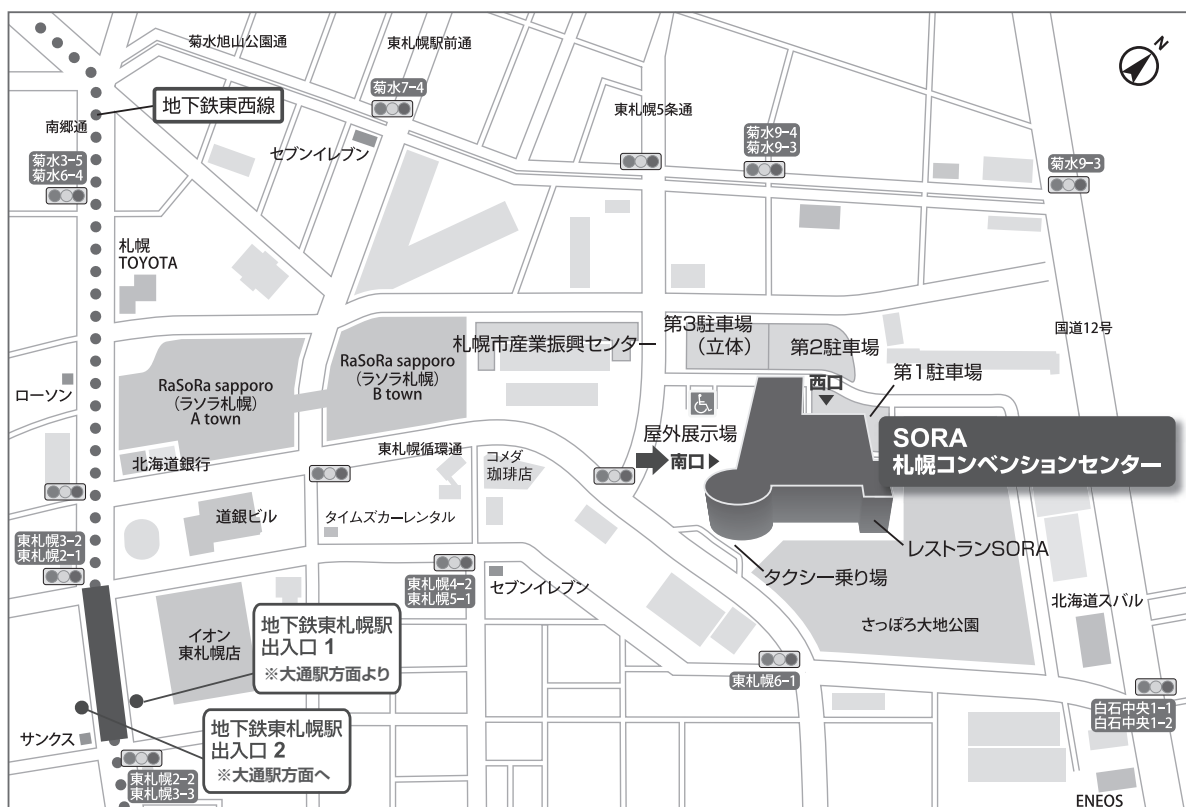 菊水旭山公園通
東札幌駅前通
N
菊水7-4
地下鉄東西線
東札幌5条通
南郷通
菊水9-4
菊水9-3
セブンイレブン
菊水3-5
菊水6-4
菊水9-3
札幌
TOYOTA
国道12号
第3駐車場
（立体）
札幌市産業振興センター
第2駐車場
RaSoRa sapporo
（ラソラ札幌）
B town
第1駐車場
西口
RaSoRa sapporo
（ラソラ札幌）
A town
ローソン
屋外展示場
南口
SORA
札幌コンベンションセンター
東札幌循環通
コメダ
珈琲店
北海道銀行
道銀ビル
タイムズカーレンタル
東札幌3-2
東札幌2-1
レストランSORA
タクシー乗り場
東札幌4-2
東札幌5-1
セブンイレブン
北海道スバル
さっぽろ大地公園
イオン
東札幌店
地下鉄東札幌駅
出入口 1
※大通駅方面より
東札幌6-1
白石中央1-1
白石中央1-2
サンクス
地下鉄東札幌駅
出入口 2
※大通駅方面へ
東札幌2-2
東札幌3-3
ENEOS